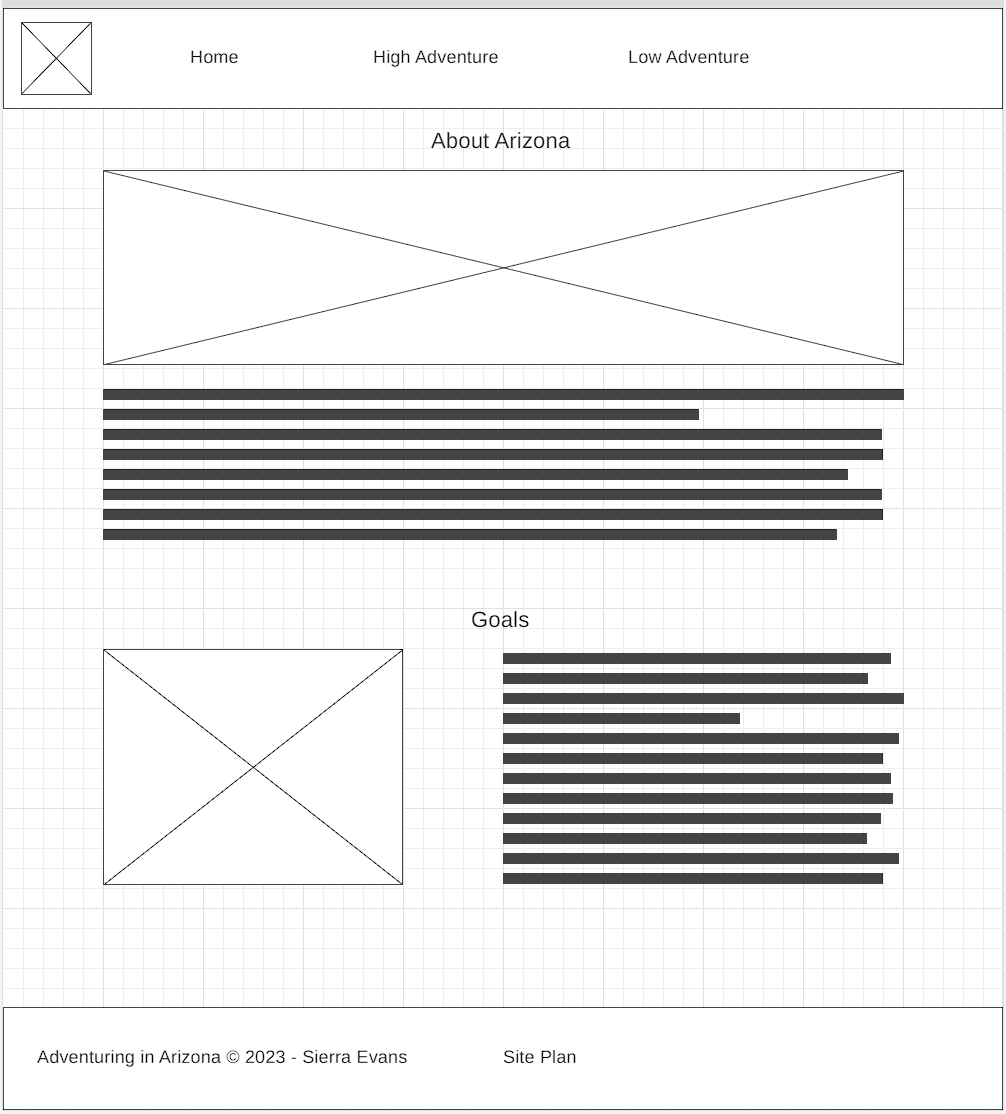 Home
High Adventure
Low Adventure
About Arizona
Goals
Adventuring in Arizona © 2023 - Sierra Evans
Site Plan